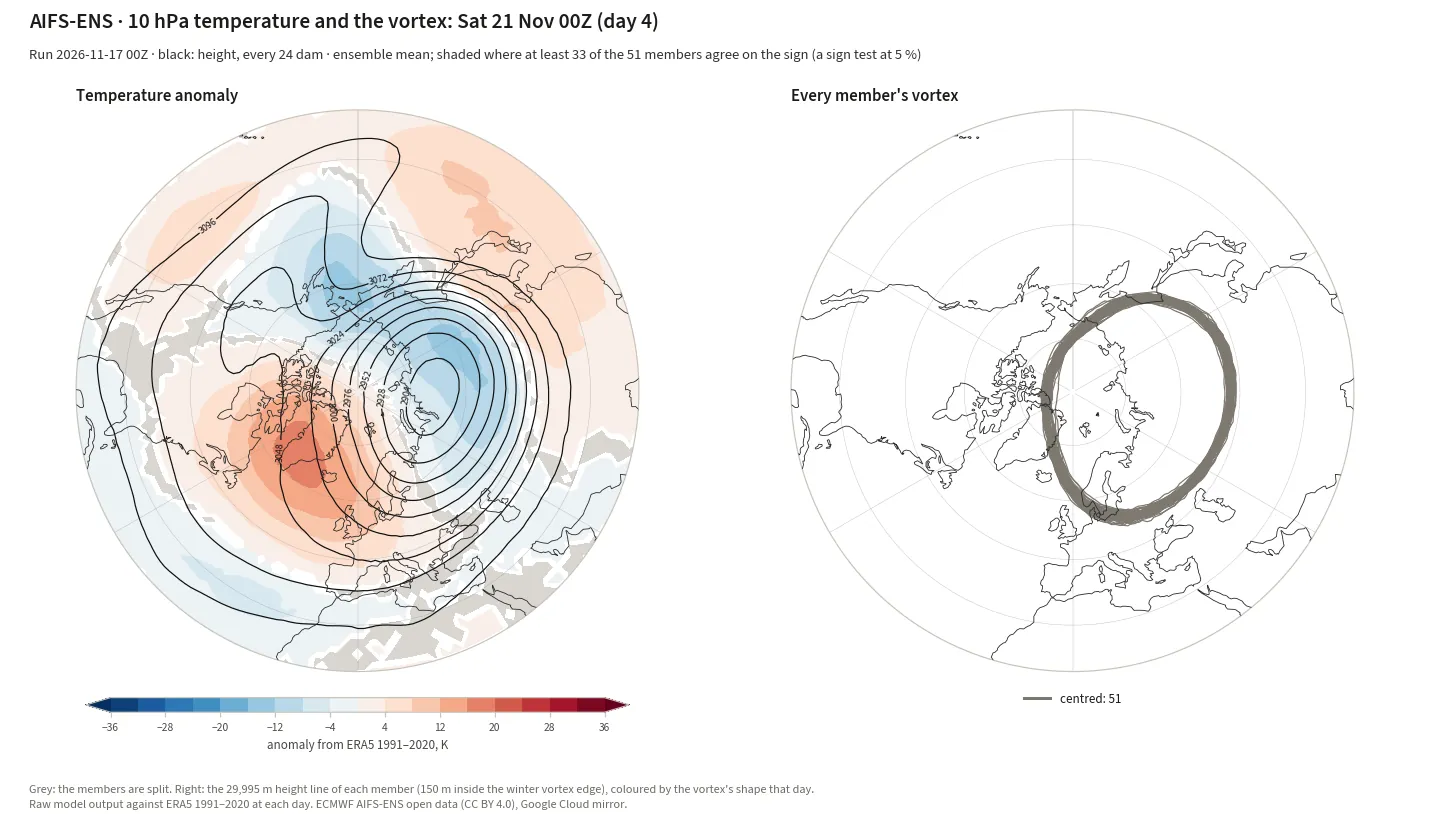 AIFS-ENS · 10 hPa temperature and the vortex: Sat 21 Nov 00Z (day 4)
Run 2026-11-17 00Z · black: height, every 24 dam · ensemble mean; shaded where at least 33 of the 51 members agree on the sign (a sign test at 5 %)
Temperature anomaly
Every member's vortex
3096
3072
3024
2952
2976
2928
3048
centred: 51
−36 −28 −20 −12 −4 4 12 20 28 36
anomaly from ERA5 1991–2020, K
Grey: the members are split. Right: the 29,995 m height line of each member (150 m inside the winter vortex edge), coloured by the vortex's shape that day.
Raw model output against ERA5 1991–2020 at each day. ECMWF AIFS-ENS open data (CC BY 4.0), Google Cloud mirror.